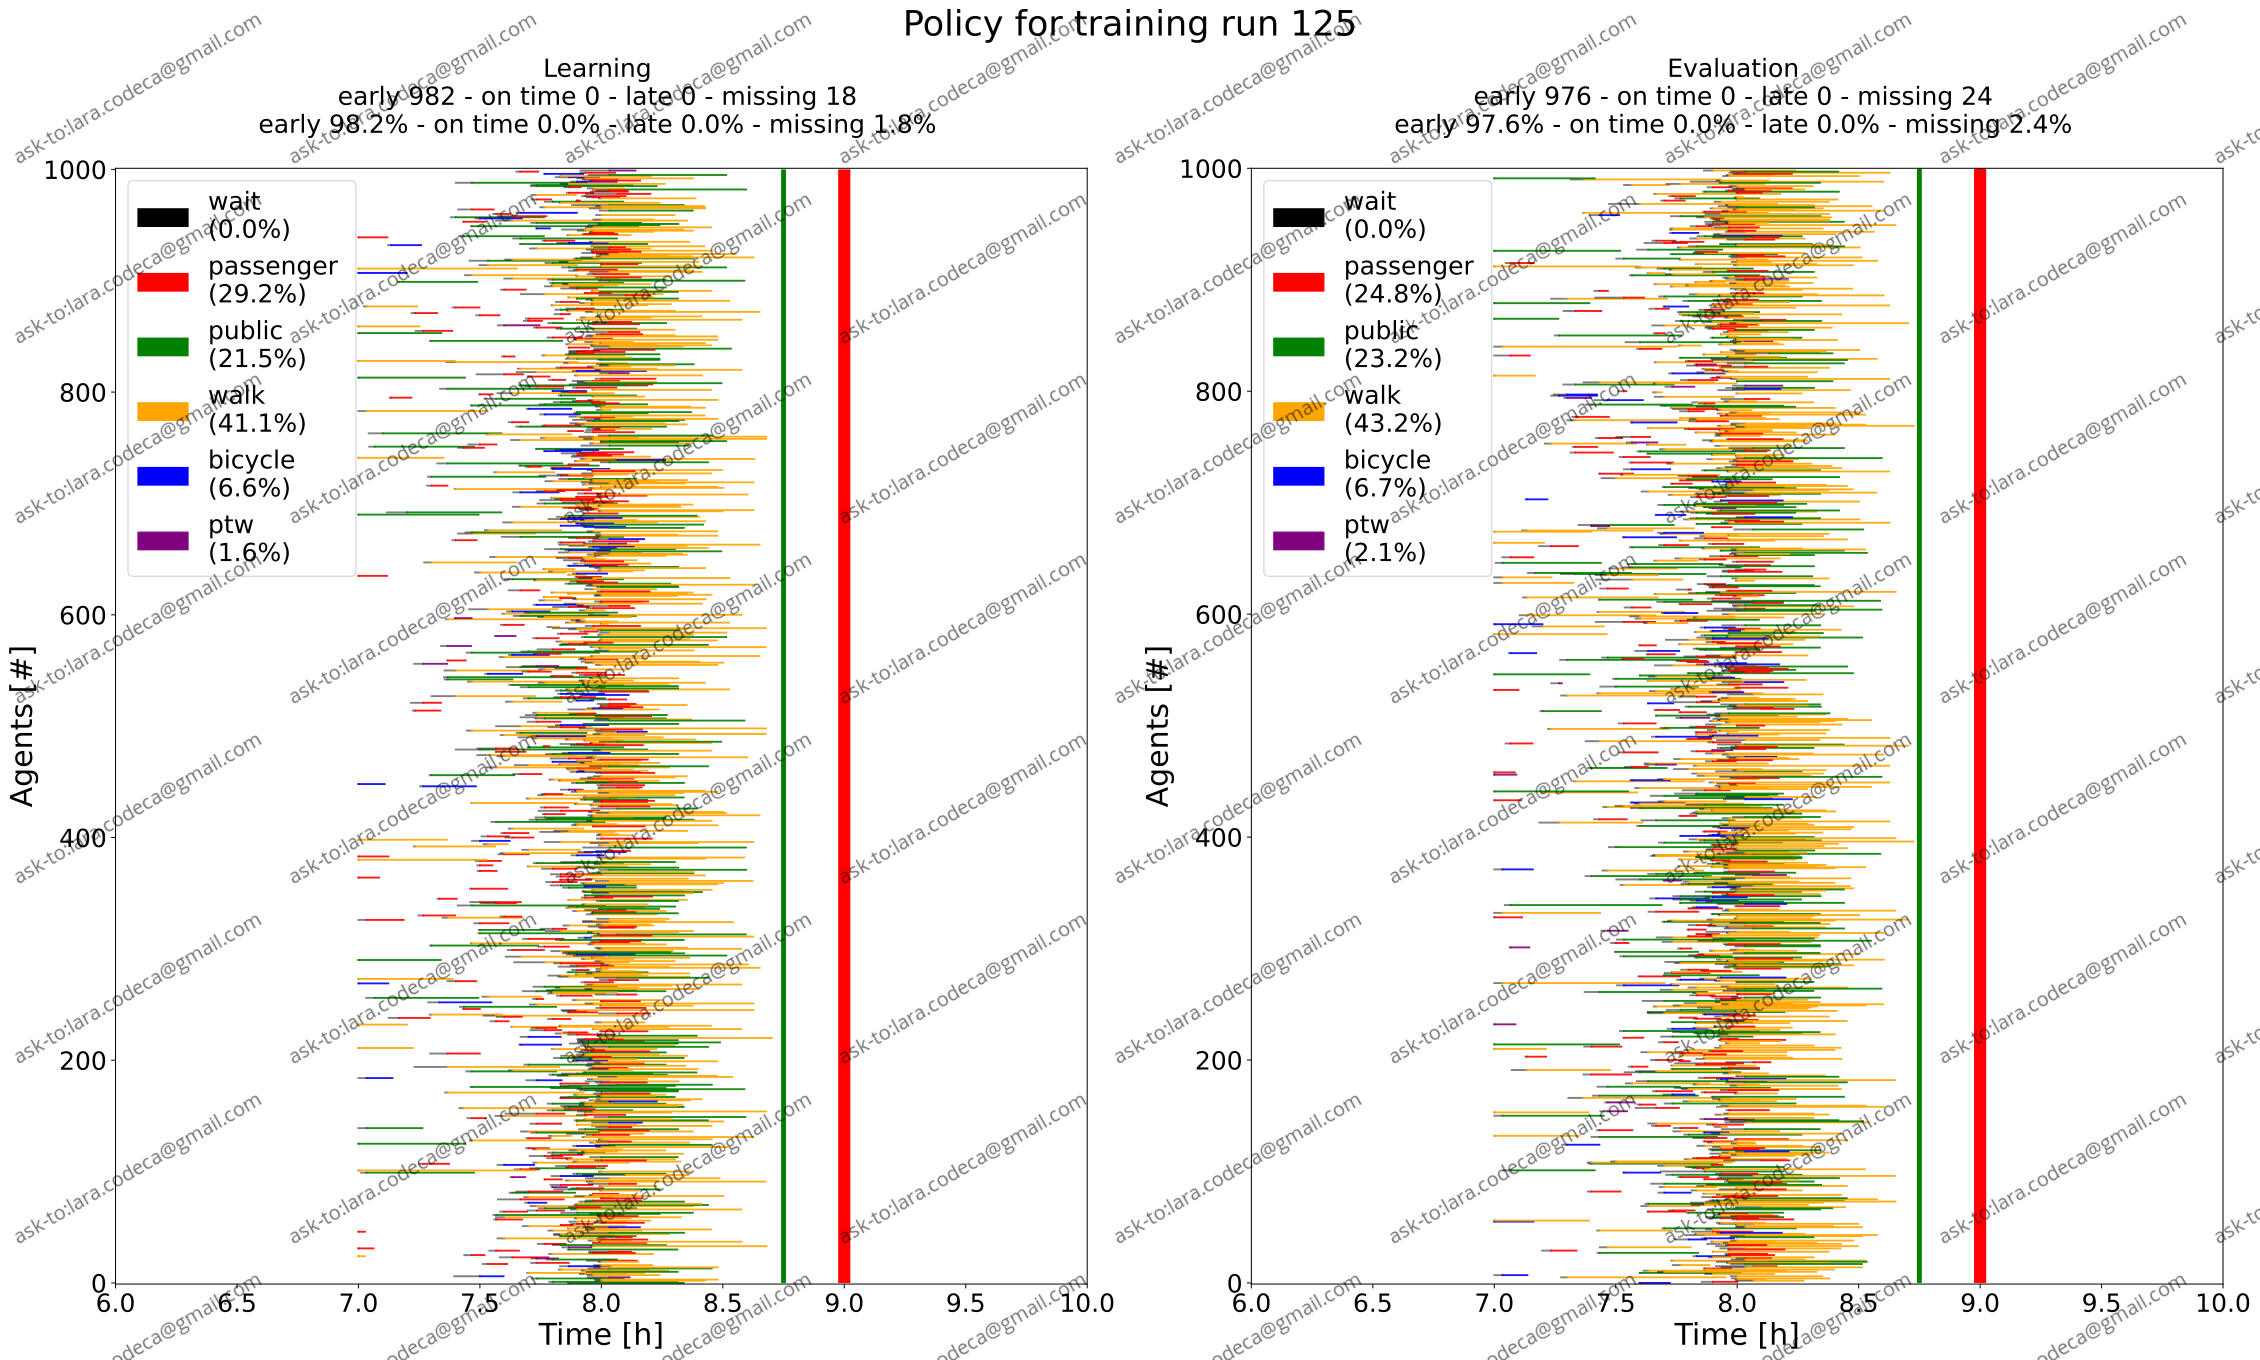 Policy for training run 125
Learning
early 982 - on time 0 - late 0 - missing 18
early 98.2% - on time 0.0% - late 0.0% - missing 1.8%
1000
800
600
400
200
0
Agents [#]
wait
(0.0%)
passenger
(29.2%)
public
(21.5%)
walk
(41.1%)
bicycle
(6.6%)
ptw
(1.6%)
6.0 6.5 7.0 7.5 8.0 8.5 9.0 9.5 10.0
Time [h]
Evaluation
early 976 - on time 0 - late 0 - missing 24
early 97.6% - on time 0.0% - late 0.0% - missing 2.4%
1000
800
600
400
200
0
Agents [#]
wait
(0.0%)
passenger
(24.8%)
public
(23.2%)
walk
(43.2%)
bicycle
(6.7%)
ptw
(2.1%)
6.0 6.5 7.0 7.5 8.0 8.5 9.0 9.5 10.0
Time [h]
ask-to:lara.codeca@gmail.com